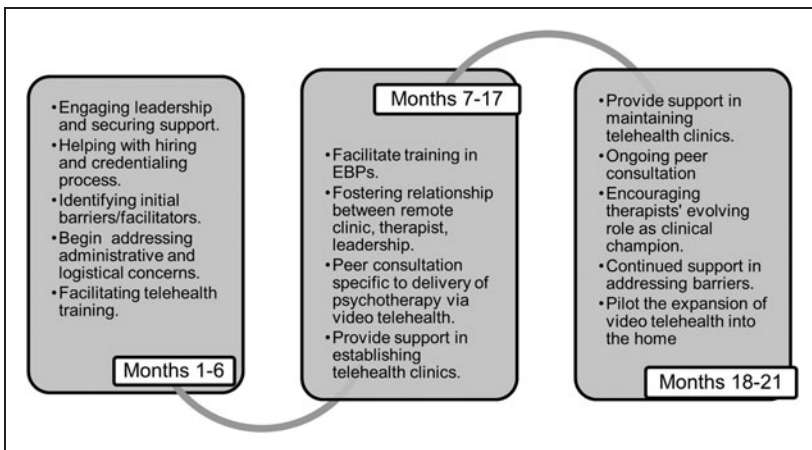 •Engaging leadership
and securing support.
•Helping with hiring
and credentialing
process.
•Identifying initial
barriers/facilitators.
•Begin addressing
administrative and
logistical concerns.
•Facilitating telehealth
training.
Months 1-6
Months 7-17
•Facilitate training in
EBPs.
•Fostering relationship
between remote
clinic, therapist,
leadership.
•Peer consultation
specific to delivery of
psychotherapy via
video telehealth.
•Provide support in
establishing
telehealth clinics.
•Provide support in
maintaining
telehealth clinics.
•Ongoing peer
consultation
•Encouraging
therapists' evolving
role as clinical
champion.
•Continued support in
addressing barriers.
•Pilot the expansion of
video telehealth into
the home
Months 18-21